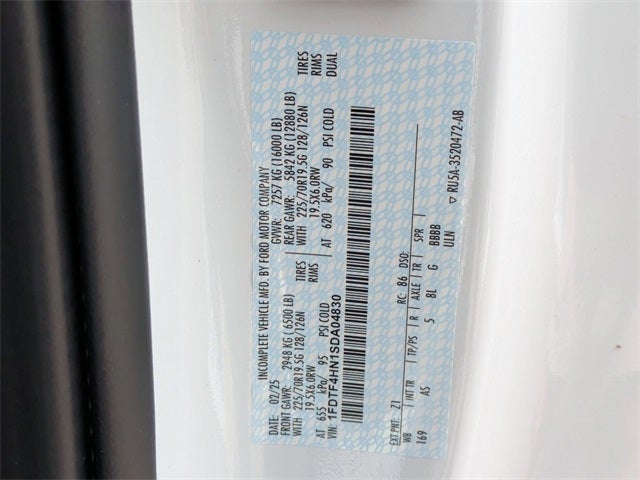 INCOMPLETE VEHICLE MFD. BY FORD MOTOR COMPANY
DATE: 02/25 GVWR: 7257 KG (16000 LB)
FRONT GAWR: 2948 KG (6500 LB) REAR GAWR: 5842 KG (12880 LB)
WITH 225/70R19.5G 128/126N TIRES WITH 225/70R19.5G 128/126N TIRES
19.5X6.0RW RIMS 19.5X6.0RW RIMS
AT 655 kPa/ 95 PSI COLD AT 620 kPa/ 90 PSI COLD DUAL
VIN: 1FDTF4HN1SDA04830
EXT PNT: Z1 RC: 86 DSO:
WB INT TR TP/PS R AXLE TR SPR
169 AS 5 8L G BBBB
ULN
▽ RU5A-3520472-AB